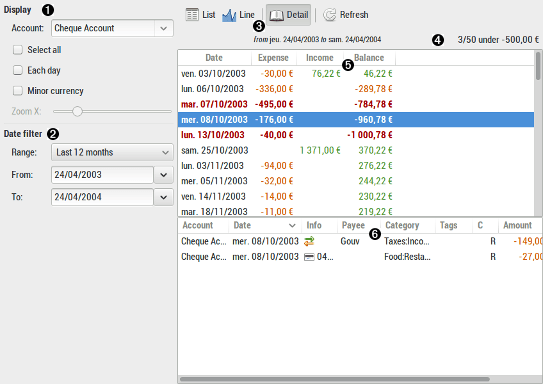 Display 1
Account: Cheque Account
Select all
Each day
Minor currency
Zoom X:
Date filter 2
Range: Last 12 months
From: 24/04/2003
To: 24/04/2004
List Line Detail Refresh
3
from jeu. 24/04/2003 to sam. 24/04/2004
4 3/50 under -500,00 €
Date Expense Income Balance
5
ven. 03/10/2003 -30,00 € 76,22 € 46,22 €
lun. 06/10/2003 -336,00 € -289,78 €
mar. 07/10/2003 -495,00 € -784,78 €
mer. 08/10/2003 -176,00 € -960,78 €
lun. 13/10/2003 -40,00 € -1 000,78 €
sam. 25/10/2003 1 371,00 € 370,22 €
lun. 03/11/2003 -94,00 € 276,22 €
mer. 05/11/2003 -32,00 € 244,22 €
ven. 14/11/2003 -14,00 € 230,22 €
mar. 18/11/2003 -11,00 € 219,22 €
Account Date Info Payee Category Tags C Amount
6
Cheque Ac... mer. 08/10/2003 Gouv Taxes:Inco... R -149,00
Cheque Ac... mer. 08/10/2003 04... Food:Resta... R -27,00